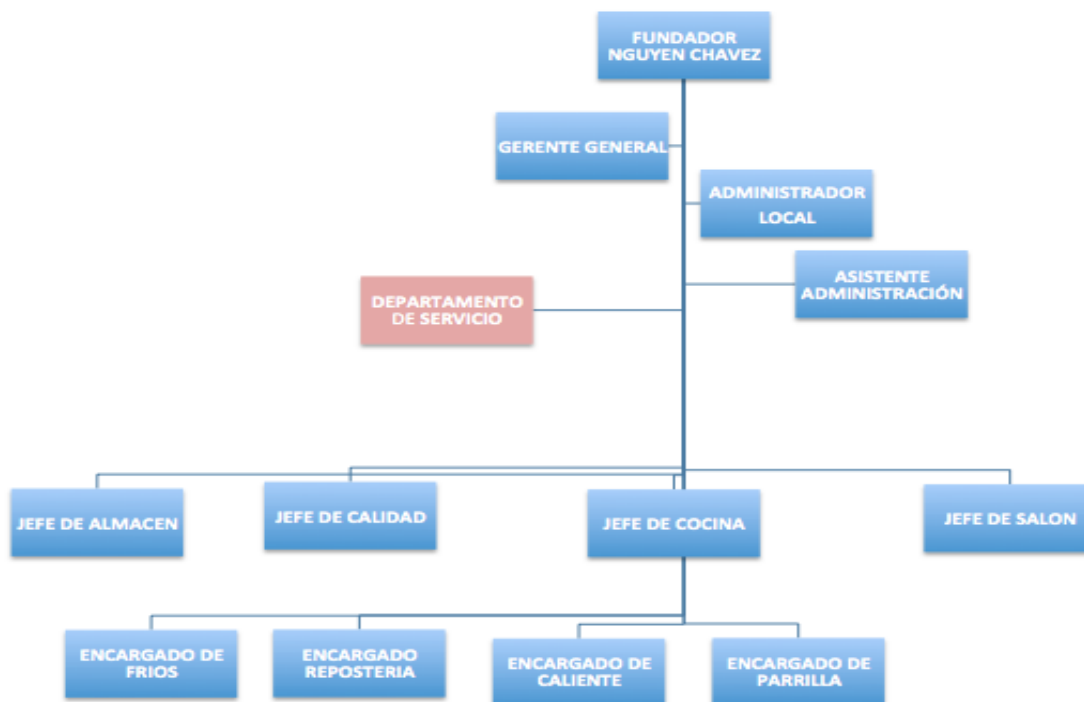 FUNDADOR
NGUYEN CHAVEZ
GERENTE GENERAL
ADMINISTRADOR
LOCAL
ASISTENTE
ADMINISTRACIÓN
DEPARTAMENTO
DE SERVICIO
JEFE DE ALMACEN
JEFE DE CALIDAD
JEFE DE COCINA
JEFE DE SALON
ENCARGADO DE
FRIOS
ENCARGADO
REPOSTERIA
ENCARGADO DE
CALIENTE
ENCARGADO DE
PARRILLA